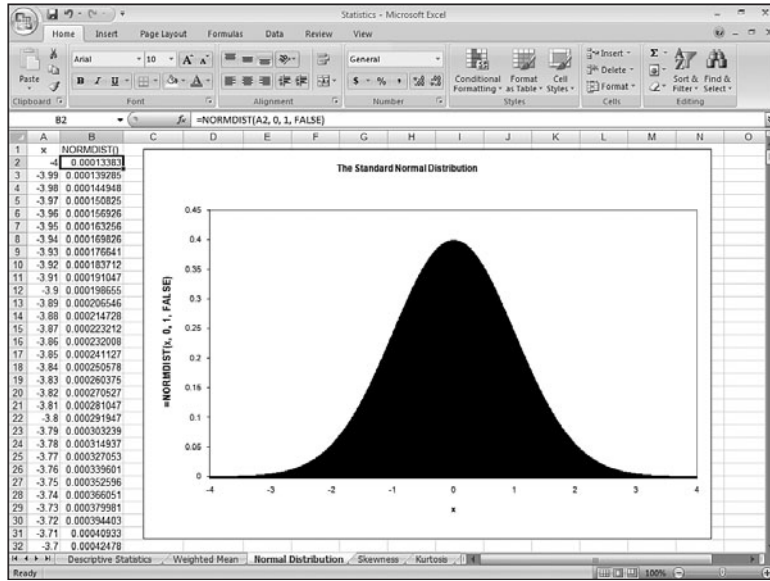 Statistics - Microsoft Excel
Home Insert Page Layout Formulas Data Review View
Paste
Arial 10
General
Conditional Formatting
Format as Table
Cell Styles
Insert
Delete
Format
Sort & Filter
Find & Select
Clipboard Font Alignment Number Styles Cells Editing
B2 =NORMDIST(A2, 0, 1, FALSE)
A B C D E F G H I J K L M N O
1 x NORMDIST()
2 -4 0.00013383
3 -3.99 0.000139285
4 -3.98 0.000144948
5 -3.97 0.000150825
6 -3.96 0.000156926
7 -3.95 0.000163256
8 -3.94 0.000169826
9 -3.93 0.000176641
10 -3.92 0.000183712
11 -3.91 0.000191047
12 -3.9 0.000198655
13 -3.89 0.000206546
14 -3.88 0.000214728
15 -3.87 0.000223212
16 -3.86 0.000232008
17 -3.85 0.000241127
18 -3.84 0.000250578
19 -3.83 0.000260375
20 -3.82 0.000270527
21 -3.81 0.000281047
22 -3.8 0.000291947
23 -3.79 0.000303239
24 -3.78 0.000314937
25 -3.77 0.000327053
26 -3.76 0.000339601
27 -3.75 0.000352596
28 -3.74 0.000366051
29 -3.73 0.000379981
30 -3.72 0.000394403
31 -3.71 0.00040933
32 -3.7 0.00042478
The Standard Normal Distribution
=NORMDIST(x, 0, 1, FALSE)
0.45
0.4
0.35
0.3
0.25
0.2
0.15
0.1
0.05
0
-4 -3 -2 -1 0 1 2 3 4
x
Descriptive Statistics Weighted Mean Normal Distribution Skewness Kurtosis
Ready 100%